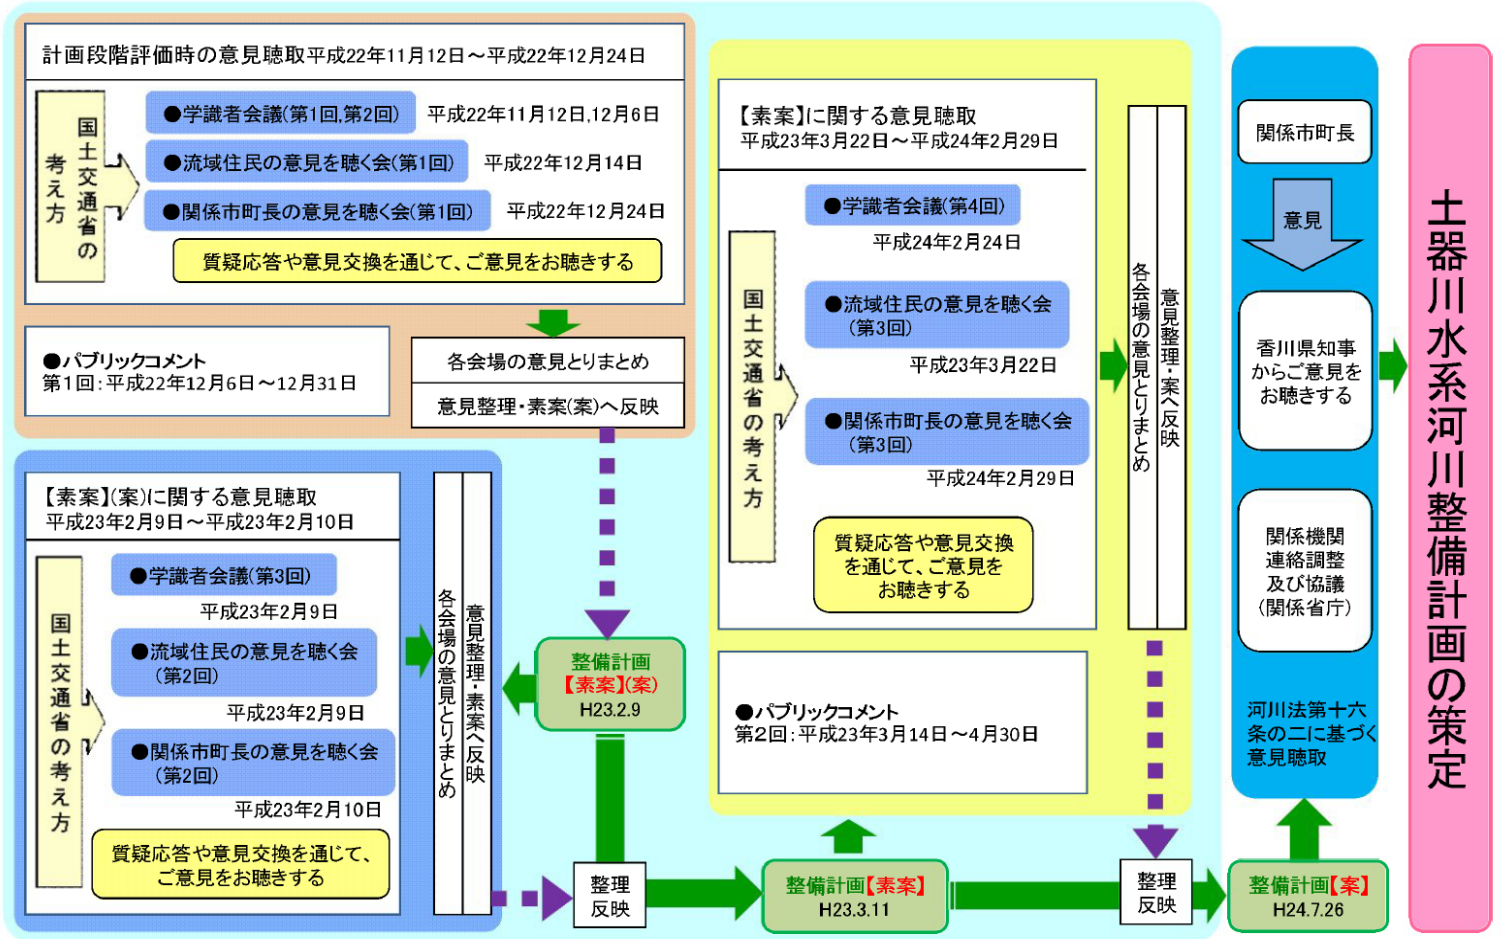 計画段階評価時の意見聴取平成22年11月12日～平成22年12月24日
国土交通省の
考え方
●学識者会議(第1回,第2回) 平成22年11月12日,12月6日
●流域住民の意見を聴く会(第1回) 平成22年12月14日
●関係市町長の意見を聴く会(第1回) 平成22年12月24日
質疑応答や意見交換を通じて、ご意見をお聴きする
●パブリックコメント
第１回：平成22年12月6日～12月31日
各会場の意見とりまとめ
意見整理・素案(案)へ反映
【素案】(案)に関する意見聴取
平成23年2月9日～平成23年2月10日
国土交通省の考え方
●学識者会議(第3回)
平成23年2月9日
●流域住民の意見を聴く会
(第2回)
平成23年2月9日
●関係市町長の意見を聴く会
(第2回)
平成23年2月10日
質疑応答や意見交換を通じて、
ご意見をお聴きする
意見整理・素案へ反映
各会場の意見とりまとめ
整備計画
【素案】(案)
H23.2.9
整理
反映
整備計画【素案】
H23.3.11
【素案】に関する意見聴取
平成23年3月22日～平成24年2月29日
国土交通省の考え方
●学識者会議(第4回)
平成24年2月24日
●流域住民の意見を聴く会
(第3回)
平成23年3月22日
●関係市町長の意見を聴く会
(第3回)
平成24年2月29日
質疑応答や意見交換
を通じて、ご意見を
お聴きする
●パブリックコメント
第２回：平成23年3月14日～4月30日
意見整理・案へ反映
各会場の意見とりまとめ
整理
反映
整備計画【案】
H24.7.26
関係市町長
意見
香川県知事
からご意見を
お聴きする
関係機関
連絡調整
及び協議
(関係省庁)
河川法第十六
条の二に基づく
意見聴取
土器川水系河川整備計画の策定